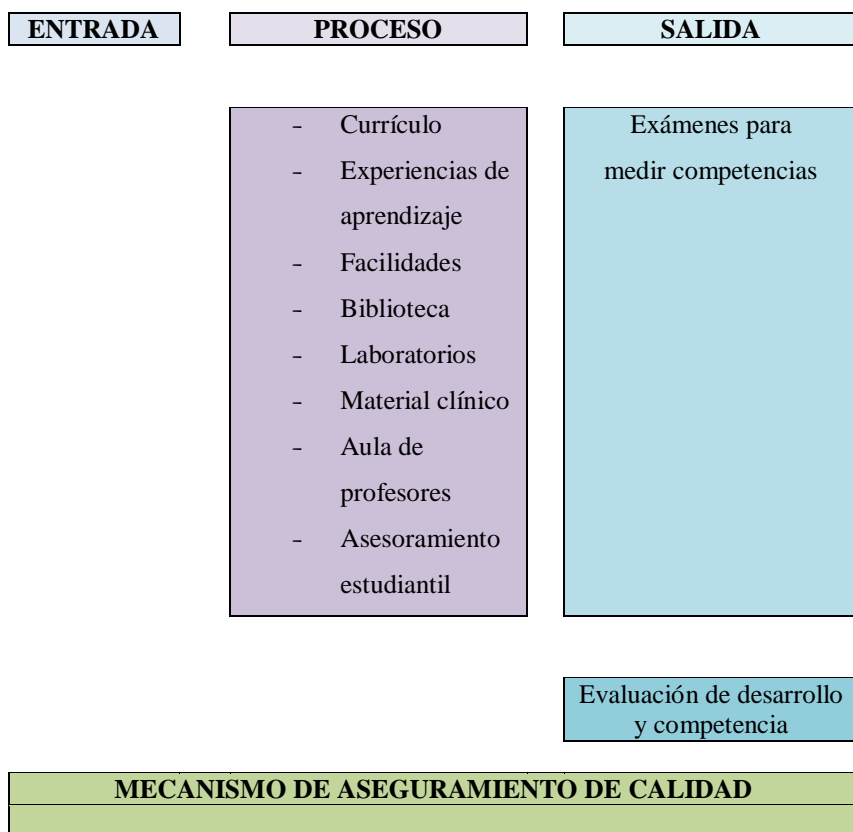 ENTRADA
PROCESO
SALIDA
- Currículo
- Experiencias de
aprendizaje
- Facilidades
- Biblioteca
- Laboratorios
- Material clínico
- Aula de
profesores
- Asesoramiento
estudiantil
Exámenes para
medir competencias
Evaluación de desarrollo
y competencia
MECANISMO DE ASEGURAMIENTO DE CALIDAD